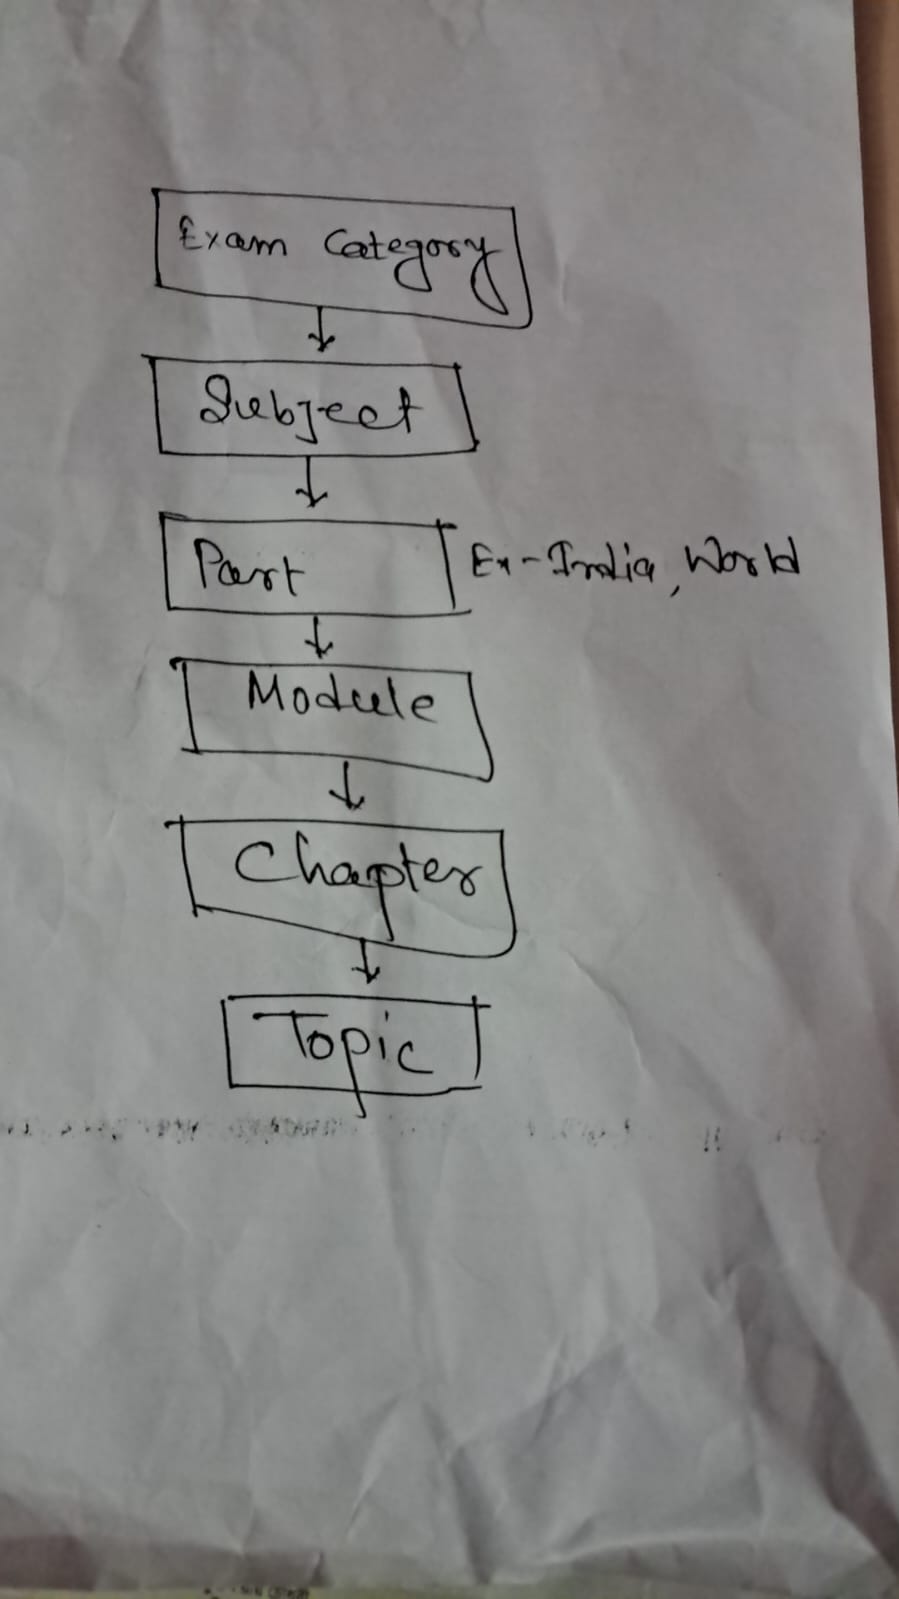 Exam Category
Subject
Part
Ex-India, World
Module
Chapter
Topic